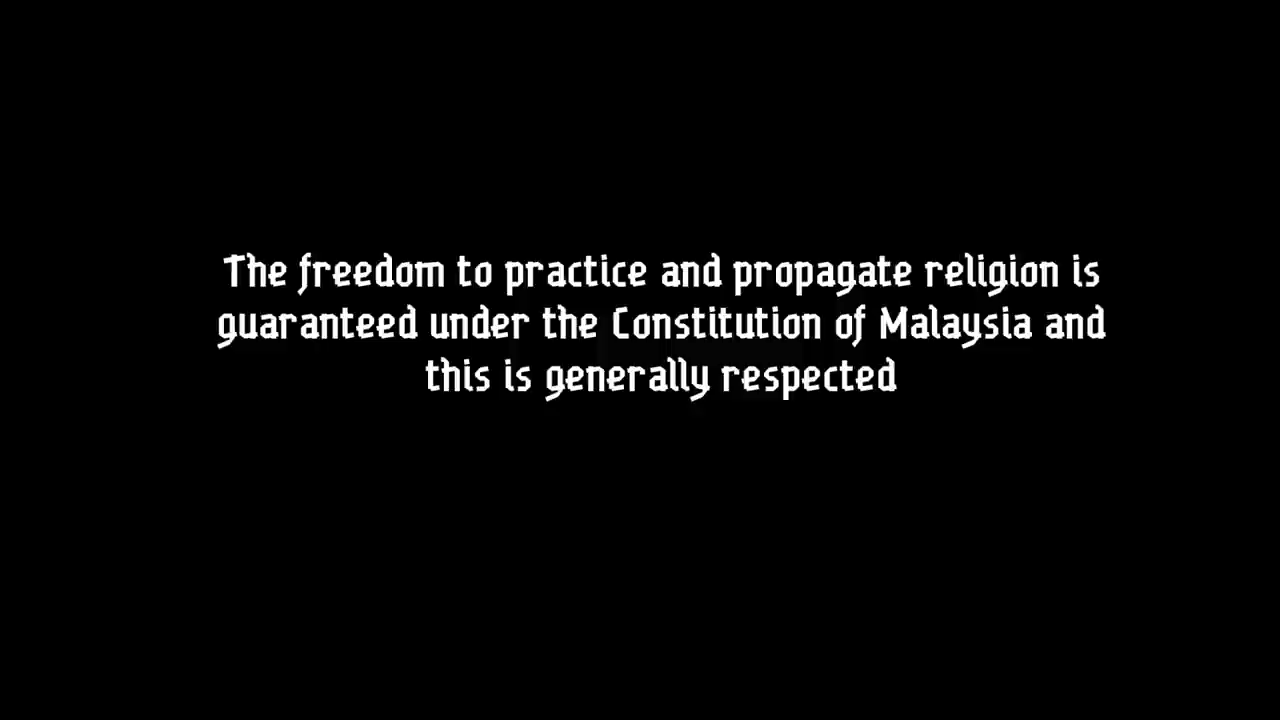 The freedom to practice and propagate religion is
guaranteed under the Constitution of Malaysia and
this is generally respected